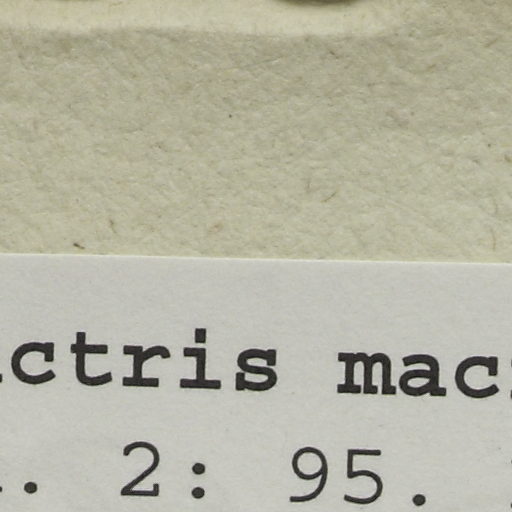 ctris mac
. 2: 95.